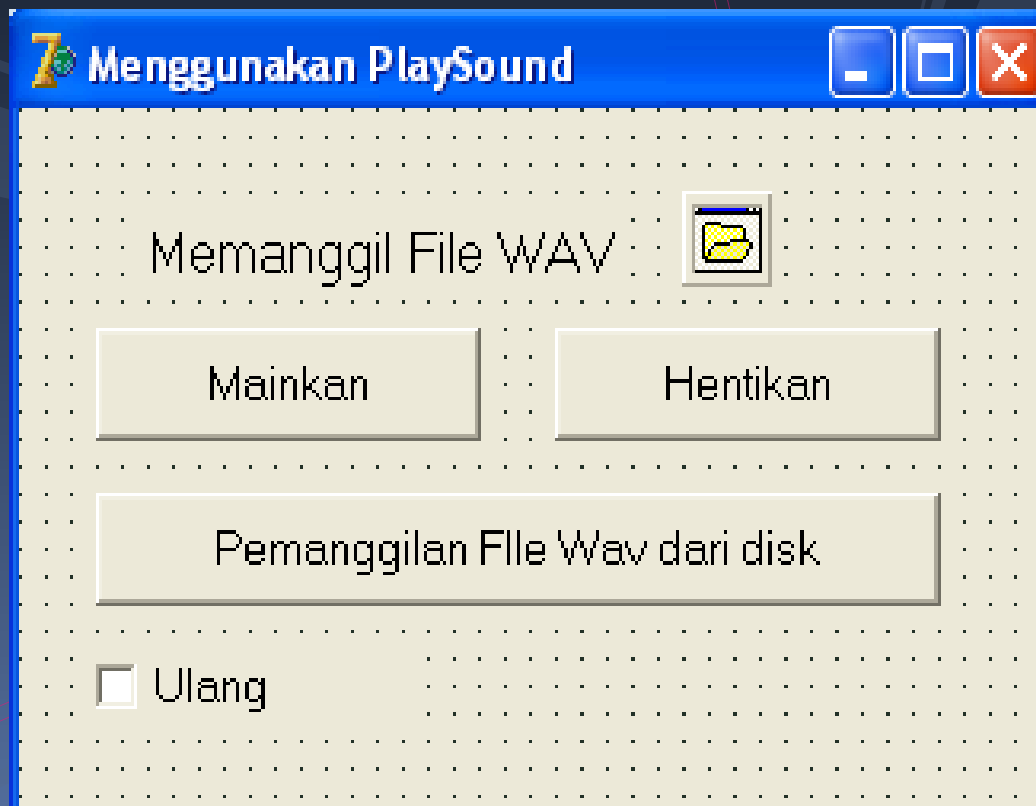 Menggunakan PlaySound
Memanggil File WAV
Mainkan
Hentikan
Pemanggilan FIle Wav dari disk
Ulang